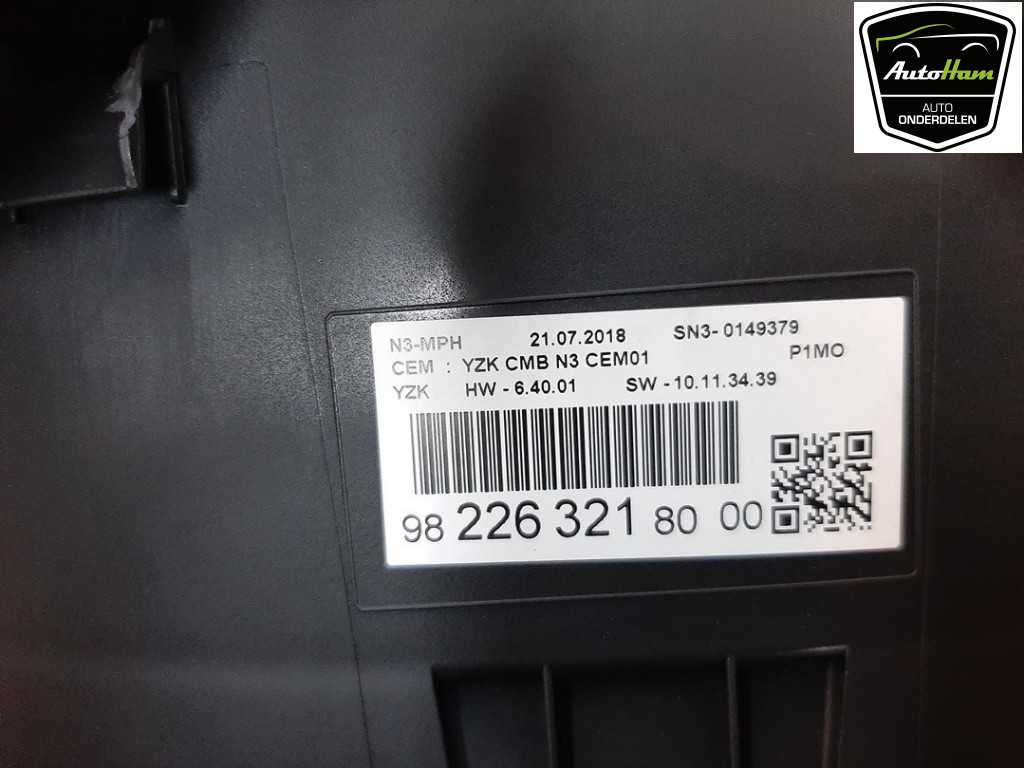 AutoHam
AUTO
ONDERDELEN
N3-MPH 21.07.2018 SN3- 0149379
CEM : YZK CMB N3 CEM01 P1MO
YZK HW - 6.40.01 SW - 10.11.34.39
98 226 321 80 00